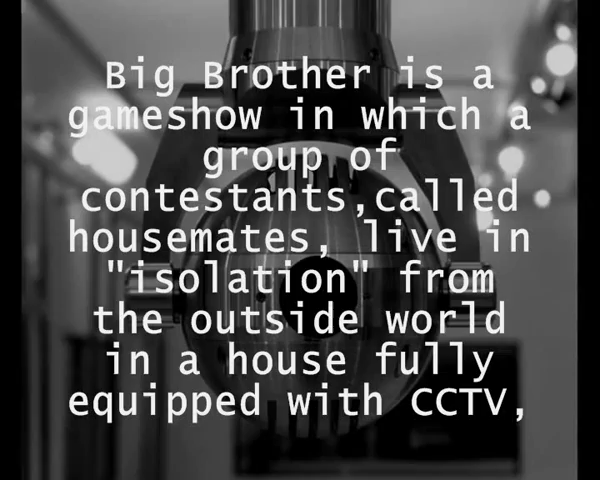 Big Brother is a
gameshow in which a
group of
contestants,called
housemates, live in
"isolation" from
the outside world
in a house fully
equipped with CCTV,